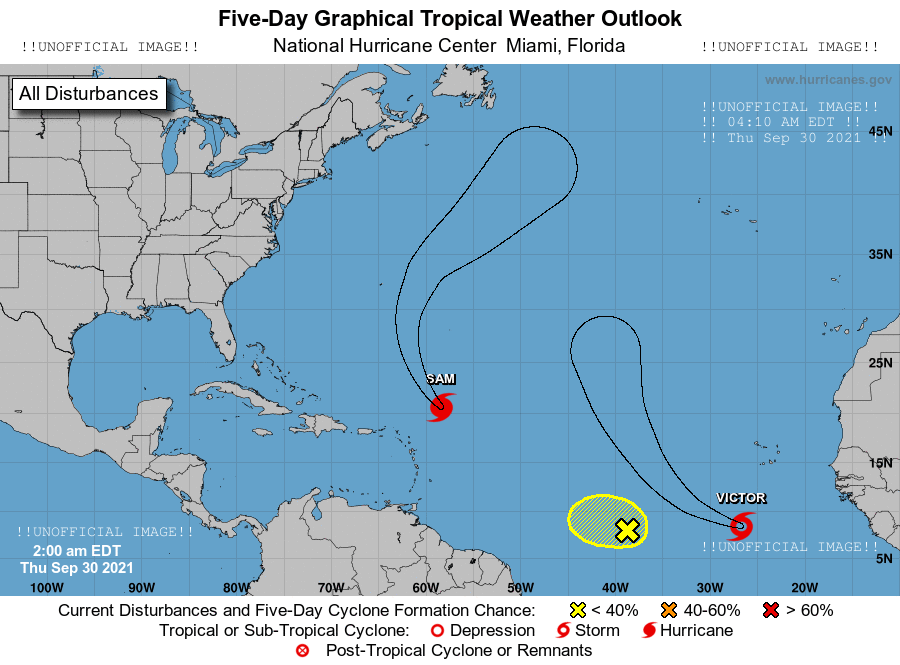 Five-Day Graphical Tropical Weather Outlook
!!UNOFFICIAL IMAGE!! National Hurricane Center Miami, Florida !!UNOFFICIAL IMAGE!!
www.hurricanes.gov
All Disturbances
!!UNOFFICIAL IMAGE!!
!! 04:10 AM EDT !!
!! Thu Sep 30 2021 !!
45N
35N
25N
SAM
15N
VICTOR
!!UNOFFICIAL IMAGE!!
!!UNOFFICIAL IMAGE!!
2:00 am EDT
5N
Thu Sep 30 2021
100W 90W 80W 70W 60W 50W 40W 30W 20W
Current Disturbances and Five-Day Cyclone Formation Chance: < 40% 40-60% > 60%
Tropical or Sub-Tropical Cyclone: Depression Storm Hurricane
Post-Tropical Cyclone or Remnants